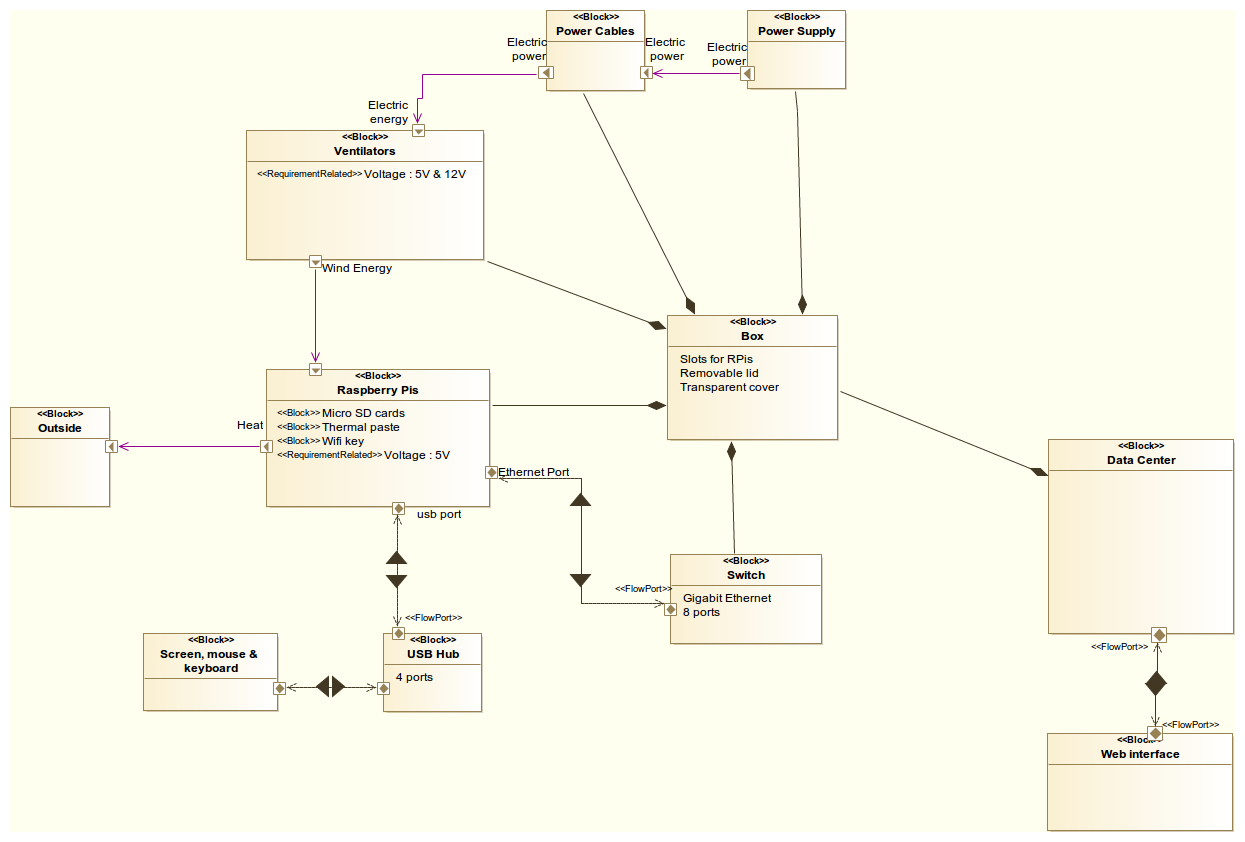 <<Block>>
Power Cables
<<Block>>
Power Supply
Electric
power
Electric
power
Electric
power
Electric
energy
<<Block>>
Ventilators
<<RequirementRelated>> Voltage : 5V & 12V
Wind Energy
<<Block>>
Box
Slots for RPis
Removable lid
Transparent cover
<<Block>>
Raspberry Pis
<<Block>> Micro SD cards
<<Block>> Thermal paste
<<Block>> Wifi key
<<RequirementRelated>> Voltage : 5V
Heat
<<Block>>
Outside
Ethernet Port
usb port
<<Block>>
Data Center
<<Block>>
Switch
Gigabit Ethernet
8 ports
<<FlowPort>>
<<FlowPort>>
<<Block>>
Screen, mouse &
keyboard
<<Block>>
USB Hub
4 ports
<<FlowPort>>
<<FlowPort>>
<<Block>>
Web interface